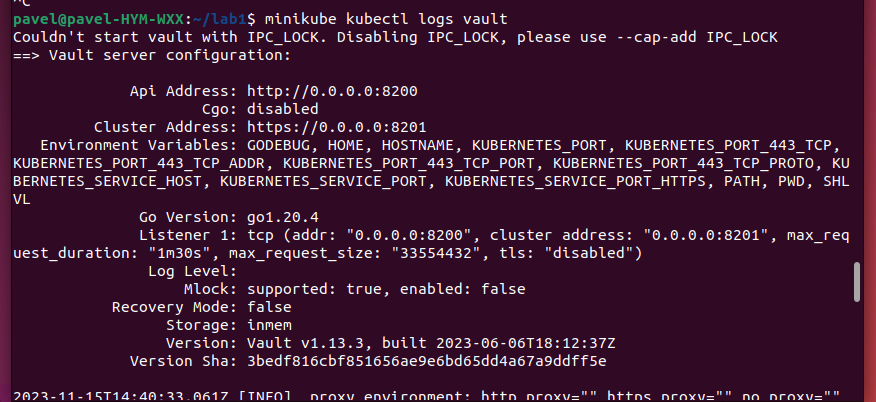 ^C
pavel@pavel-HYM-WXX:~/lab1$ minikube kubectl logs vault
Couldn't start vault with IPC_LOCK. Disabling IPC_LOCK, please use --cap-add IPC_LOCK
==> Vault server configuration:
Api Address: http://0.0.0.0:8200
Cgo: disabled
Cluster Address: https://0.0.0.0:8201
Environment Variables: GODEBUG, HOME, HOSTNAME, KUBERNETES_PORT, KUBERNETES_PORT_443_TCP,
KUBERNETES_PORT_443_TCP_ADDR, KUBERNETES_PORT_443_TCP_PORT, KUBERNETES_PORT_443_TCP_PROTO, KU
BERNETES_SERVICE_HOST, KUBERNETES_SERVICE_PORT, KUBERNETES_SERVICE_PORT_HTTPS, PATH, PWD, SHL
VL
Go Version: go1.20.4
Listener 1: tcp (addr: "0.0.0.0:8200", cluster address: "0.0.0.0:8201", max_req
uest_duration: "1m30s", max_request_size: "33554432", tls: "disabled")
Log Level:
Mlock: supported: true, enabled: false
Recovery Mode: false
Storage: inmem
Version: Vault v1.13.3, built 2023-06-06T18:12:37Z
Version Sha: 3bedf816cbf851656ae9e6bd65dd4a67a9ddff5e
2023-11-15T14:40:33.061Z [INFO]  proxy environment: http_proxy="" https_proxy="" no_proxy=""